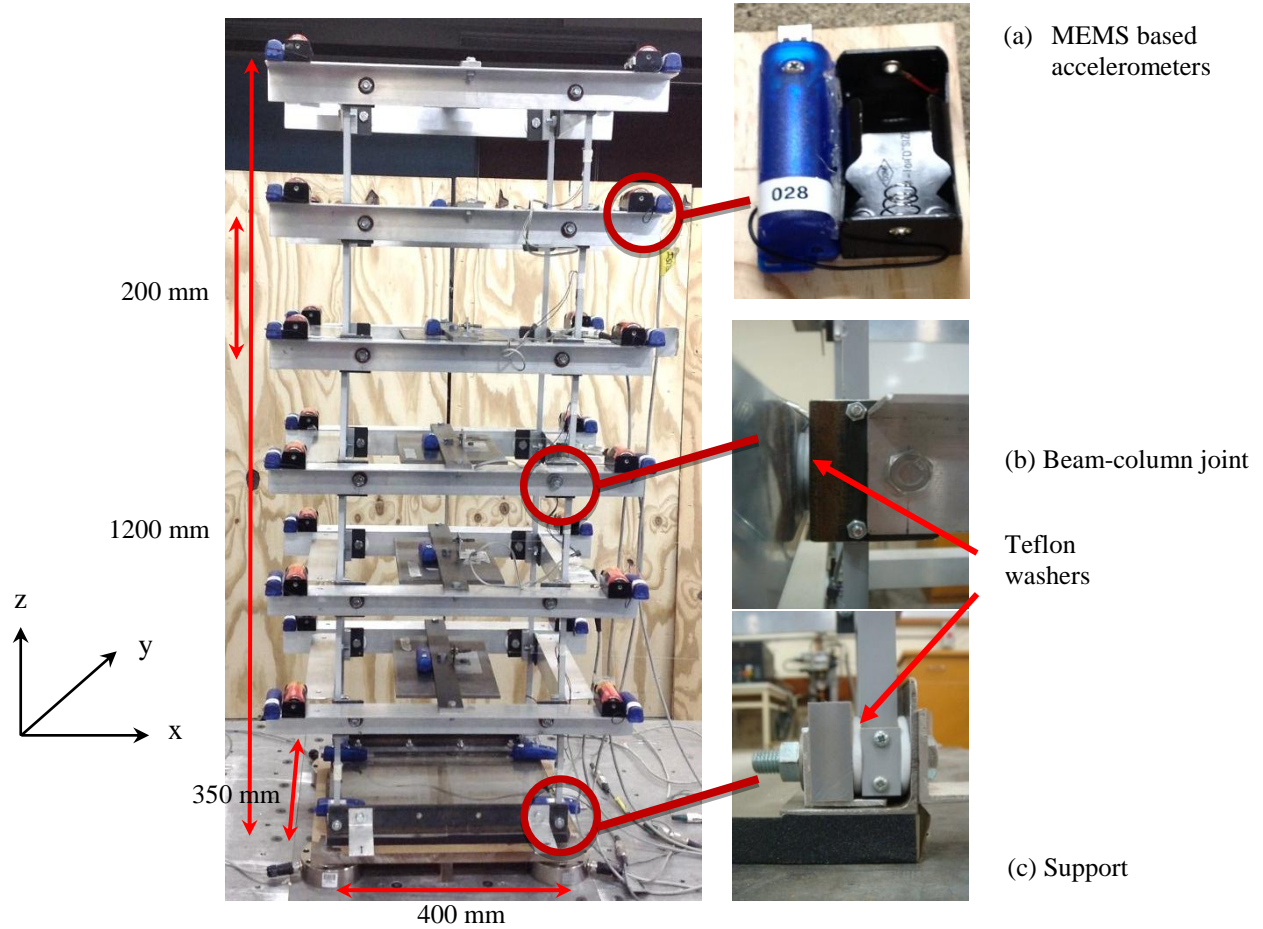 (a) MEMS based
accelerometers
028
200 mm
(b) Beam-column joint
1200 mm
Teflon
washers
z
y
x
350 mm
(c) Support
400 mm